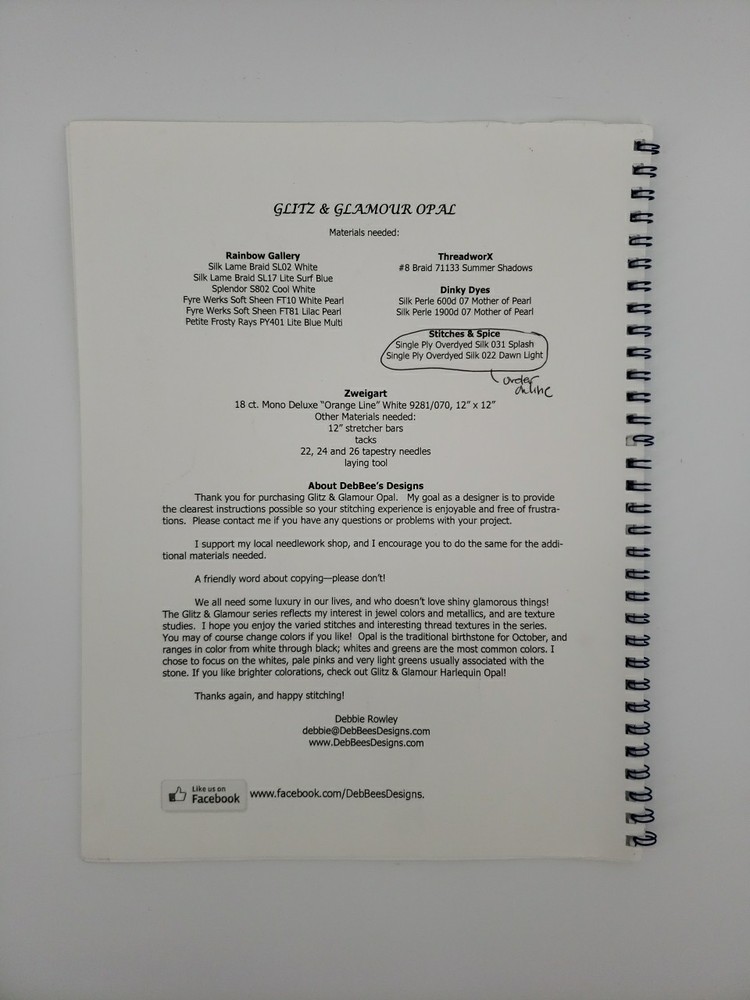 GLITZ & GLAMOUR OPAL
Materials needed:
Rainbow Gallery
Silk Lame Braid SL02 White
Silk Lame Braid SL17 Lite Surf Blue
Splendor S802 Cool White
Fyre Werks Soft Sheen FT10 White Pearl
Fyre Werks Soft Sheen FT81 Lilac Pearl
Petite Frosty Rays PY401 Lite Blue Multi
ThreadworX
#8 Braid 71133 Summer Shadows
Dinky Dyes
Silk Perle 600d 07 Mother of Pearl
Silk Perle 1900d 07 Mother of Pearl
Stitches & Spice
Single Ply Overdyed Silk 031 Splash
Single Ply Overdyed Silk 022 Dawn Light
order
online
Zweigart
18 ct. Mono Deluxe "Orange Line" White 9281/070, 12" x 12"
Other Materials needed:
12" stretcher bars
tacks
22, 24 and 26 tapestry needles
laying tool
About DebBee's Designs
Thank you for purchasing Glitz & Glamour Opal. My goal as a designer is to provide
the clearest instructions possible so your stitching experience is enjoyable and free of frustra-
tions. Please contact me if you have any questions or problems with your project.
I support my local needlework shop, and I encourage you to do the same for the addi-
tional materials needed.
A friendly word about copying—please don't!
We all need some luxury in our lives, and who doesn't love shiny glamorous things!
The Glitz & Glamour series reflects my interest in jewel colors and metallics, and are texture
studies. I hope you enjoy the varied stitches and interesting thread textures in the series.
You may of course change colors if you like! Opal is the traditional birthstone for October, and
ranges in color from white through black; whites and greens are the most common colors. I
chose to focus on the whites, pale pinks and very light greens usually associated with the
stone. If you like brighter colorations, check out Glitz & Glamour Harlequin Opal!
Thanks again, and happy stitching!
Debbie Rowley
debbie@DebBeesDesigns.com
www.DebBeesDesigns.com
Like us on
Facebook
www.facebook.com/DebBeesDesigns.